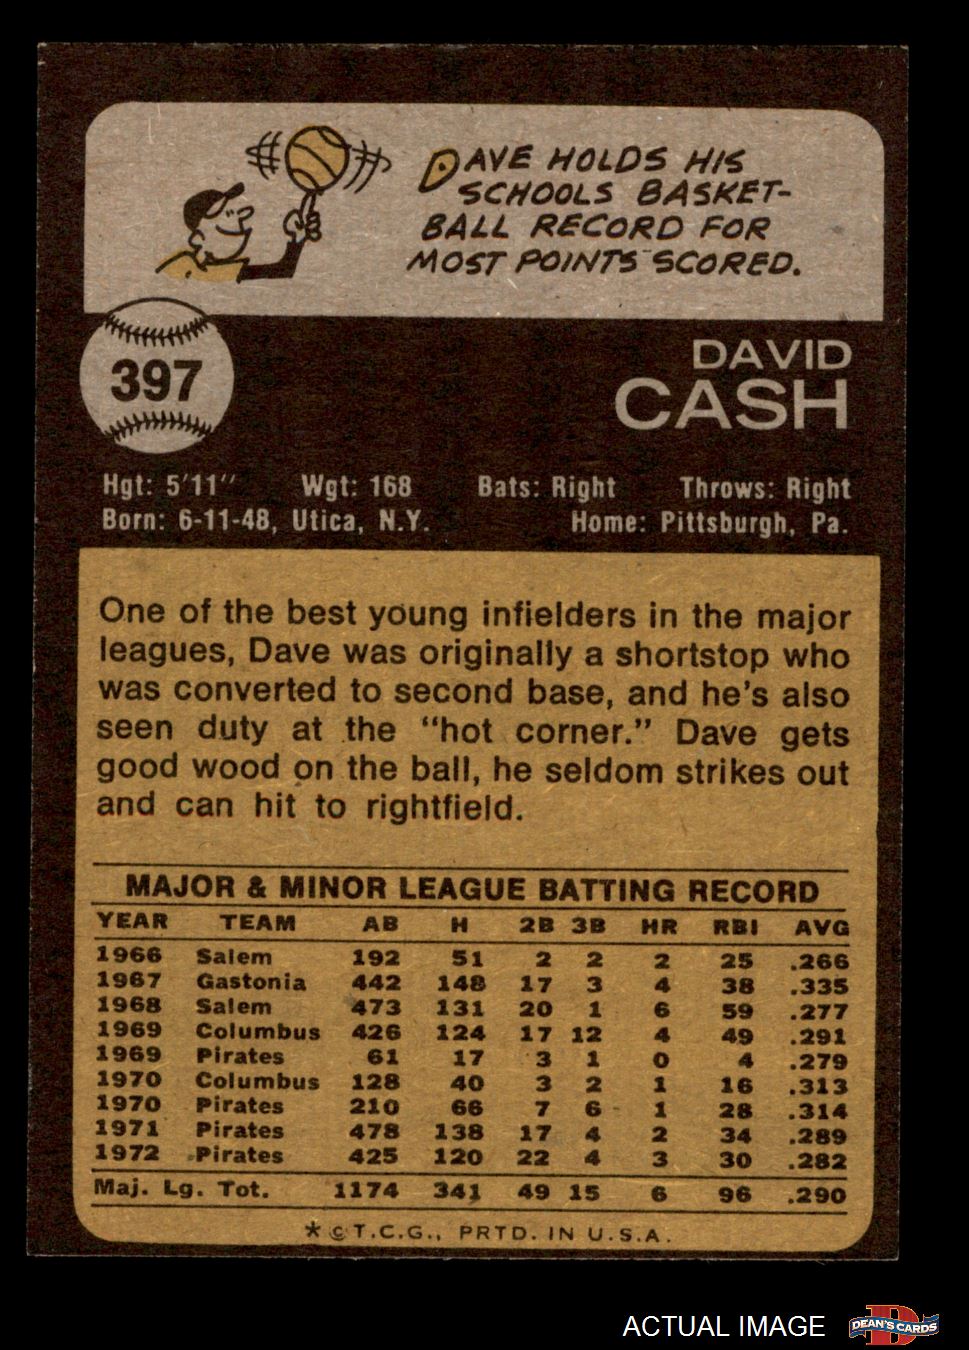 DAVE HOLDS HIS
SCHOOLS BASKET-
BALL RECORD FOR
MOST POINTS SCORED.
397
DAVID
CASH
Hgt: 5'11" Wgt: 168 Bats: Right Throws: Right
Born: 6-11-48, Utica, N.Y. Home: Pittsburgh, Pa.
One of the best young infielders in the major
leagues, Dave was originally a shortstop who
was converted to second base, and he's also
seen duty at the "hot corner." Dave gets
good wood on the ball, he seldom strikes out
and can hit to rightfield.
MAJOR & MINOR LEAGUE BATTING RECORD
YEAR TEAM AB H 2B 3B HR RBI AVG
1966 Salem 192 51 2 2 2 25 .266
1967 Gastonia 442 148 17 3 4 38 .335
1968 Salem 473 131 20 1 6 59 .277
1969 Columbus 426 124 17 12 4 49 .291
1969 Pirates 61 17 3 1 0 4 .279
1970 Columbus 128 40 3 2 1 16 .313
1970 Pirates 210 66 7 6 1 28 .314
1971 Pirates 478 138 17 4 2 34 .289
1972 Pirates 425 120 22 4 3 30 .282
Maj. Lg. Tot. 1174 341 49 15 6 96 .290
* © T.C.G., PRTD. IN U.S.A.
ACTUAL IMAGE
D
DEAN'S CARDS